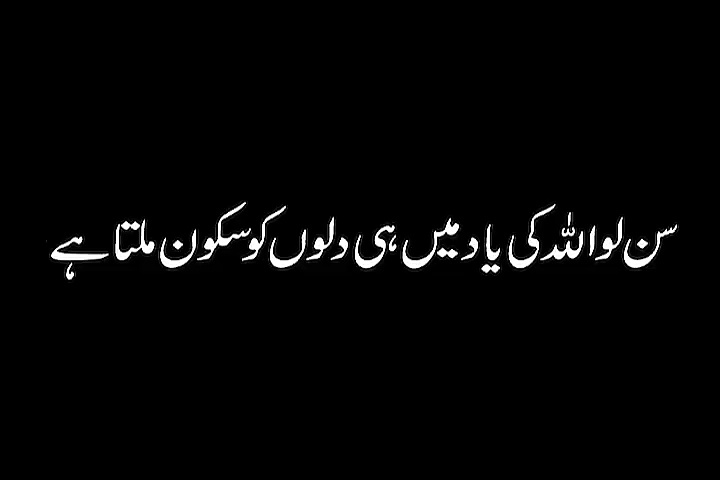 سن لو اللہ کی یاد میں ہی دلوں کو سکون ملتا ہے